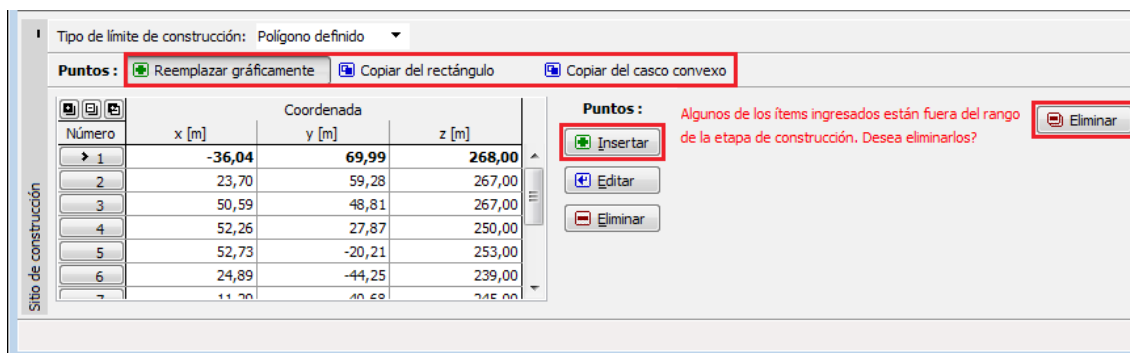 Tipo de límite de construcción: Polígono definido
Puntos : Reemplazar gráficamente Copiar del rectángulo Copiar del casco convexo
Coordenada
Número x [m] y [m] z [m]
1 -36,04 69,99 268,00
2 23,70 59,28 267,00
3 50,59 48,81 267,00
4 52,26 27,87 250,00
5 52,73 -20,21 253,00
6 24,89 -44,25 239,00
Puntos :
Insertar
Editar
Eliminar
Algunos de los ítems ingresados están fuera del rango
de la etapa de construcción. Desea eliminarlos?
Eliminar
Sitio de construcción